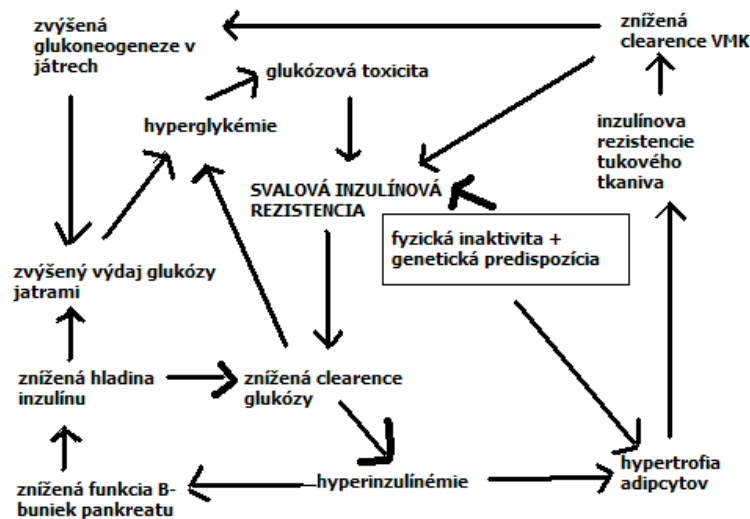 zvýšená
glukoneogeneze v
játrech
znížená
clearence VMK
glukózová toxicita
hyperglykémie
inzulínova
rezistencie
tukového
tkaniva
SVALOVÁ INZULÍNOVÁ
REZISTENCIA
fyzická inaktivita +
genetická predispozícia
zvýšený výdaj glukózy
jatrami
znížená hladina
inzulínu
znížená clearence
glukózy
hypertrofia
adipcytov
hyperinzulínémie
znížená funkcia B-
buniek pankreatu